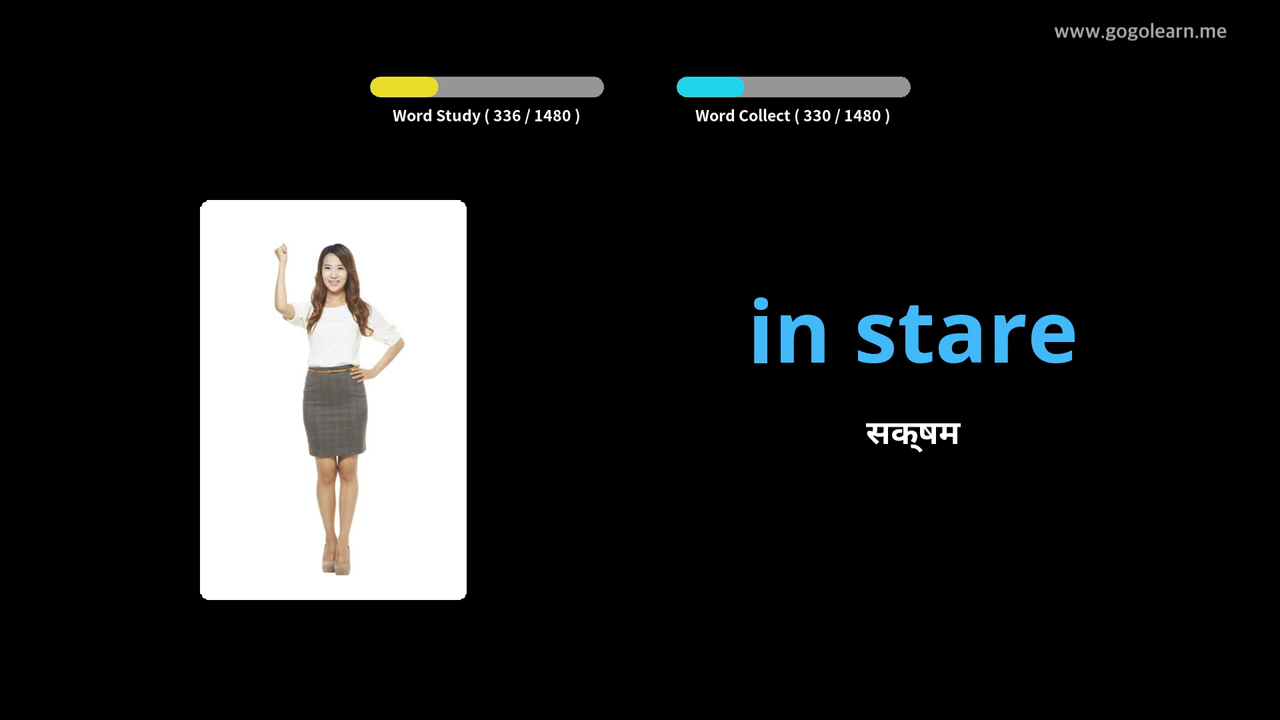 www.gogolearn.me
Word Study ( 336 / 1480 )
Word Collect ( 330 / 1480 )
in stare
सक्षम